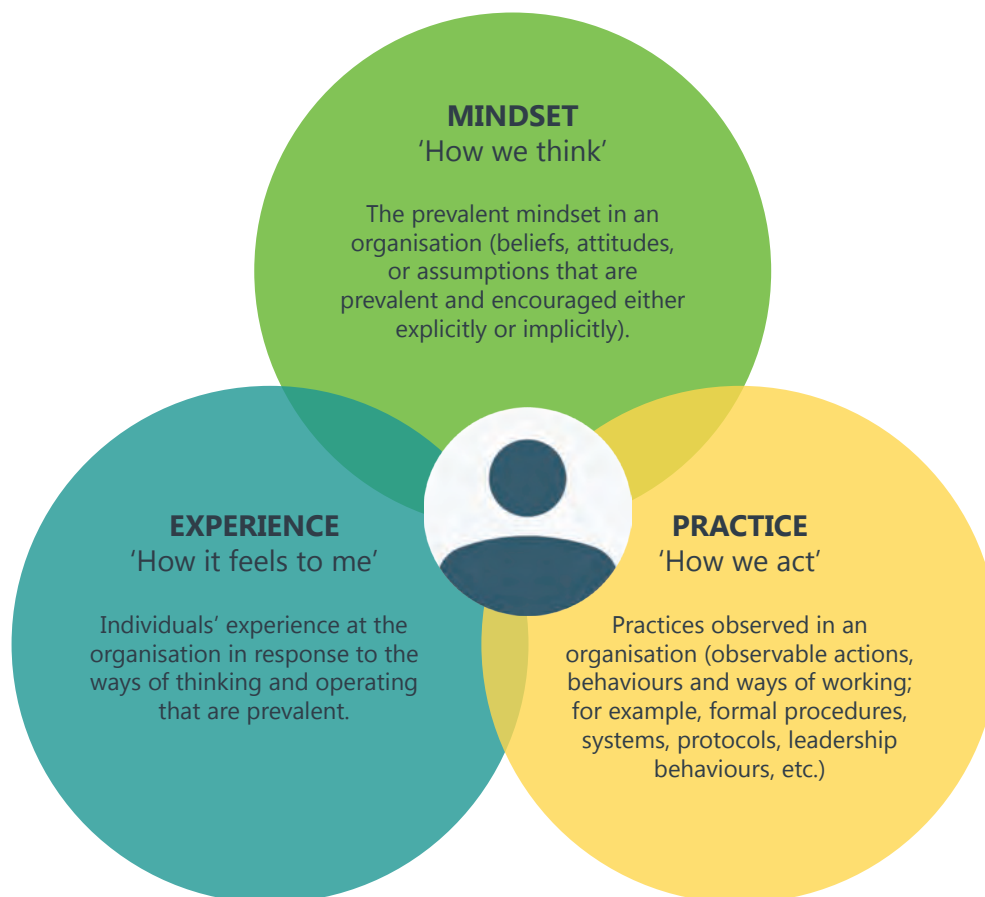 MINDSET
‘How we think’
The prevalent mindset in an
organisation (beliefs, attitudes,
or assumptions that are
prevalent and encouraged either
explicitly or implicitly).
EXPERIENCE
‘How it feels to me’
Individuals’ experience at the
organisation in response to the
ways of thinking and operating
that are prevalent.
PRACTICE
‘How we act’
Practices observed in an
organisation (observable actions,
behaviours and ways of working;
for example, formal procedures,
systems, protocols, leadership
behaviours, etc.)